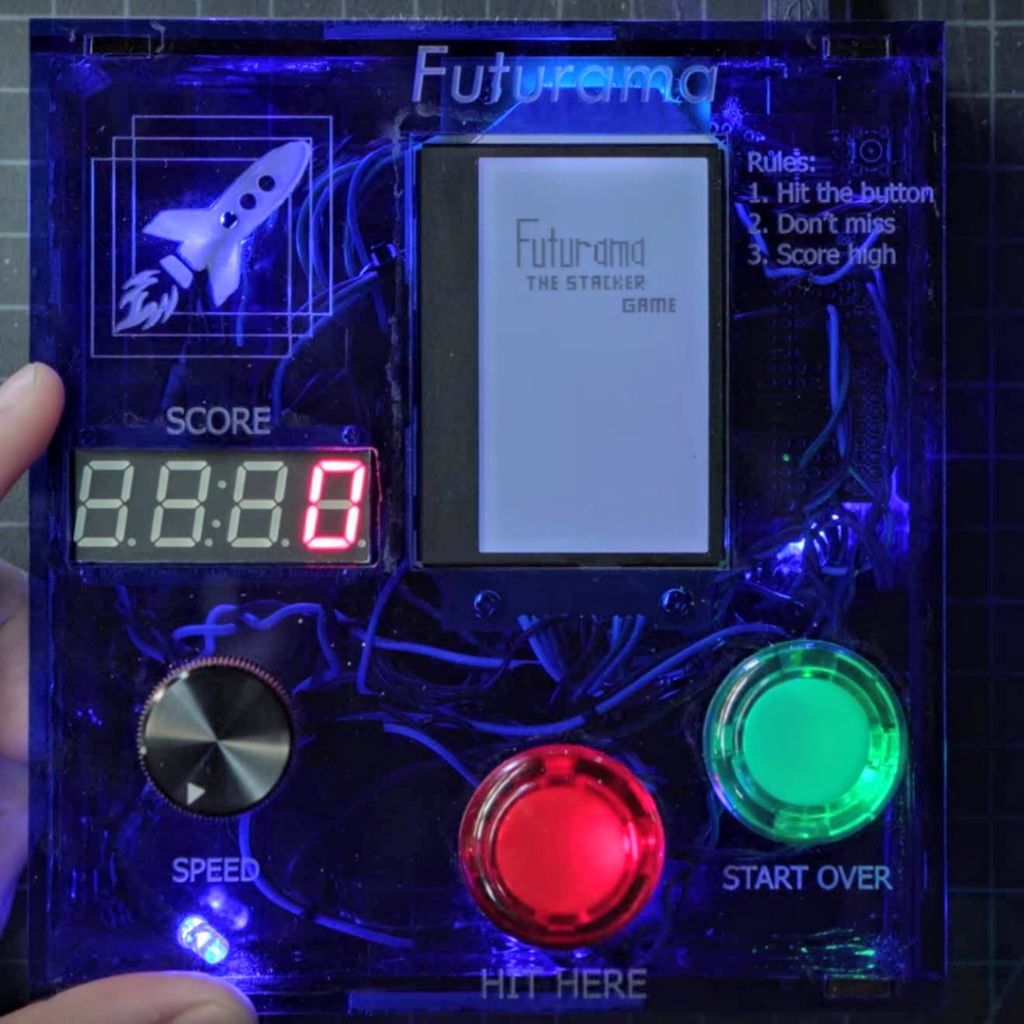 Futurama
Rules:
1. Hit the button
2. Don't miss
3. Score high
Futurama
THE STACKER
GAME
SCORE
0
SPEED
START OVER
HIT HERE